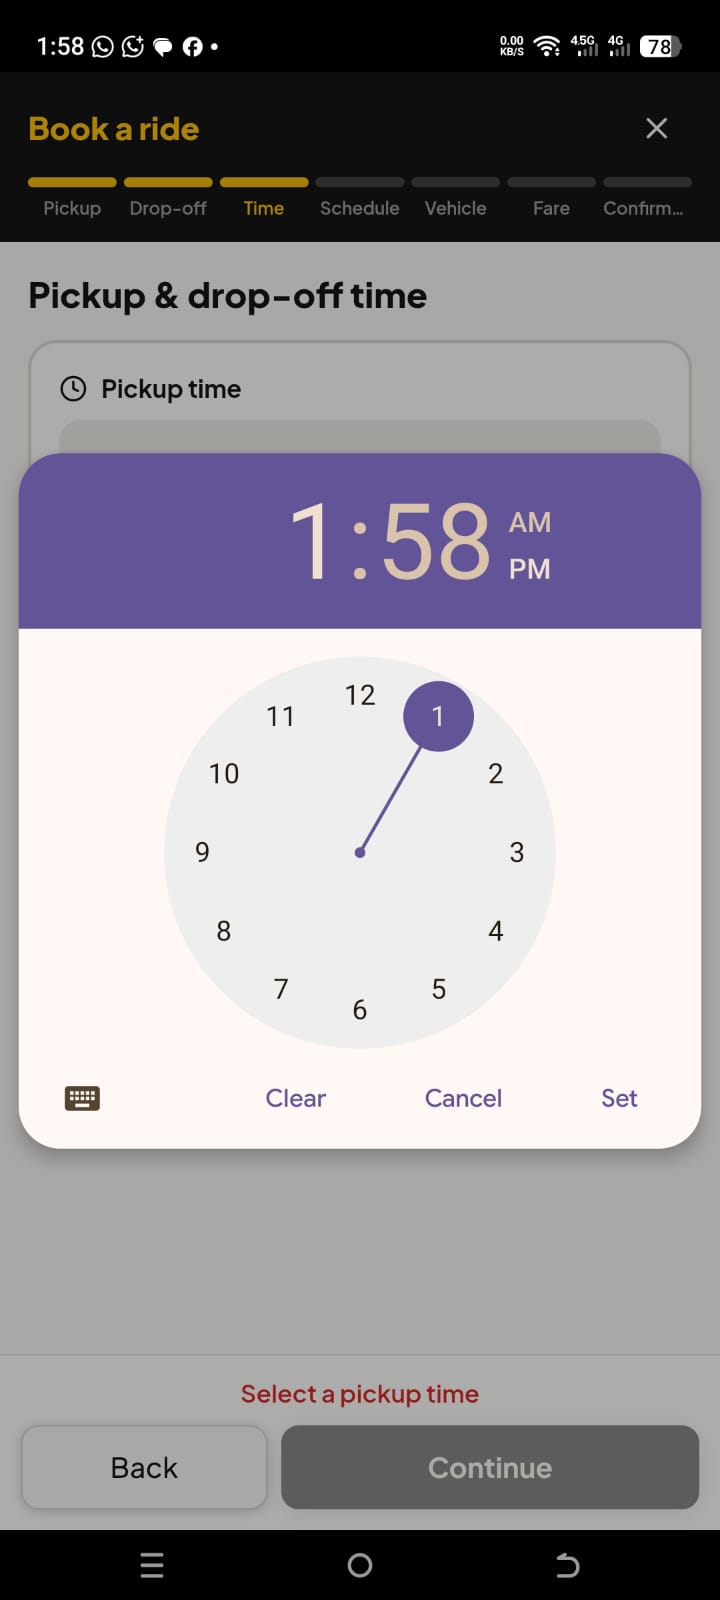 1:58
0.00 KB/S 4.5G 4G 78
Book a ride
Pickup Drop-off Time Schedule Vehicle Fare Confirm...
Pickup & drop-off time
Pickup time
1:58 AM PM
12
11 1
10 2
9 3
8 4
7 5
6
Clear Cancel Set
Select a pickup time
Back Continue